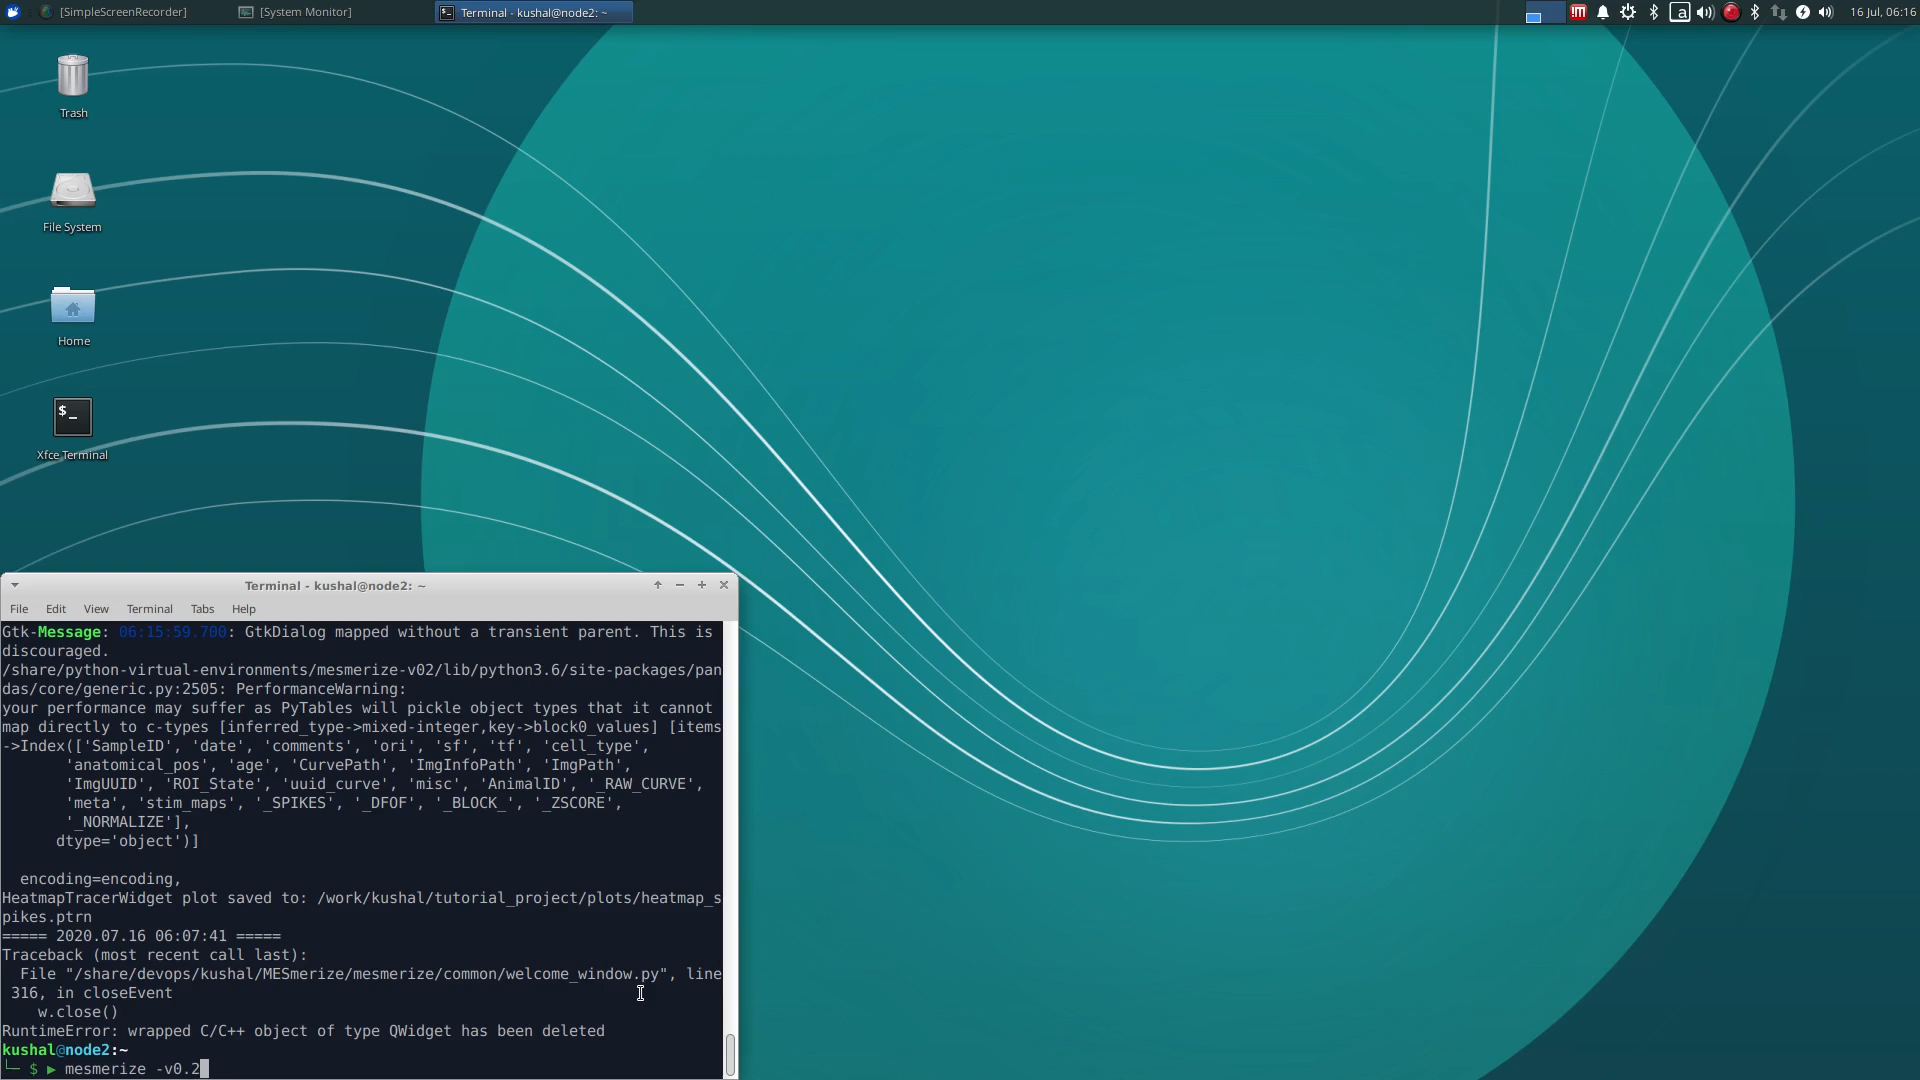 [SimpleScreenRecorder]
[System Monitor]
Terminal - kushal@node2: ~
16 Jul, 06:16
Trash
File System
Home
$_
Xfce Terminal
Terminal - kushal@node2: ~
File Edit View Terminal Tabs Help
Gtk-Message: 06:15:59.700: GtkDialog mapped without a transient parent. This is
discouraged.
/share/python-virtual-environments/mesmerize-v02/lib/python3.6/site-packages/pan
das/core/generic.py:2505: PerformanceWarning:
your performance may suffer as PyTables will pickle object types that it cannot
map directly to c-types [inferred_type->mixed-integer,key->block0_values] [items
->Index(['SampleID', 'date', 'comments', 'ori', 'sf', 'tf', 'cell_type',
'anatomical_pos', 'age', 'CurvePath', 'ImgInfoPath', 'ImgPath',
'ImgUUID', 'ROI_State', 'uuid_curve', 'misc', 'AnimalID', '_RAW_CURVE',
'meta', 'stim_maps', '_SPIKES', '_DFOF', '_BLOCK_', '_ZSCORE',
'_NORMALIZE'],
dtype='object')]
encoding=encoding,
HeatmapTracerWidget plot saved to: /work/kushal/tutorial_project/plots/heatmap_s
pikes.ptrn
===== 2020.07.16 06:07:41 =====
Traceback (most recent call last):
File "/share/devops/kushal/MESmerize/mesmerize/common/welcome_window.py", line
316, in closeEvent
w.close()
RuntimeError: wrapped C/C++ object of type QWidget has been deleted
kushal@node2:~
└─ $ ▶ mesmerize -v0.2